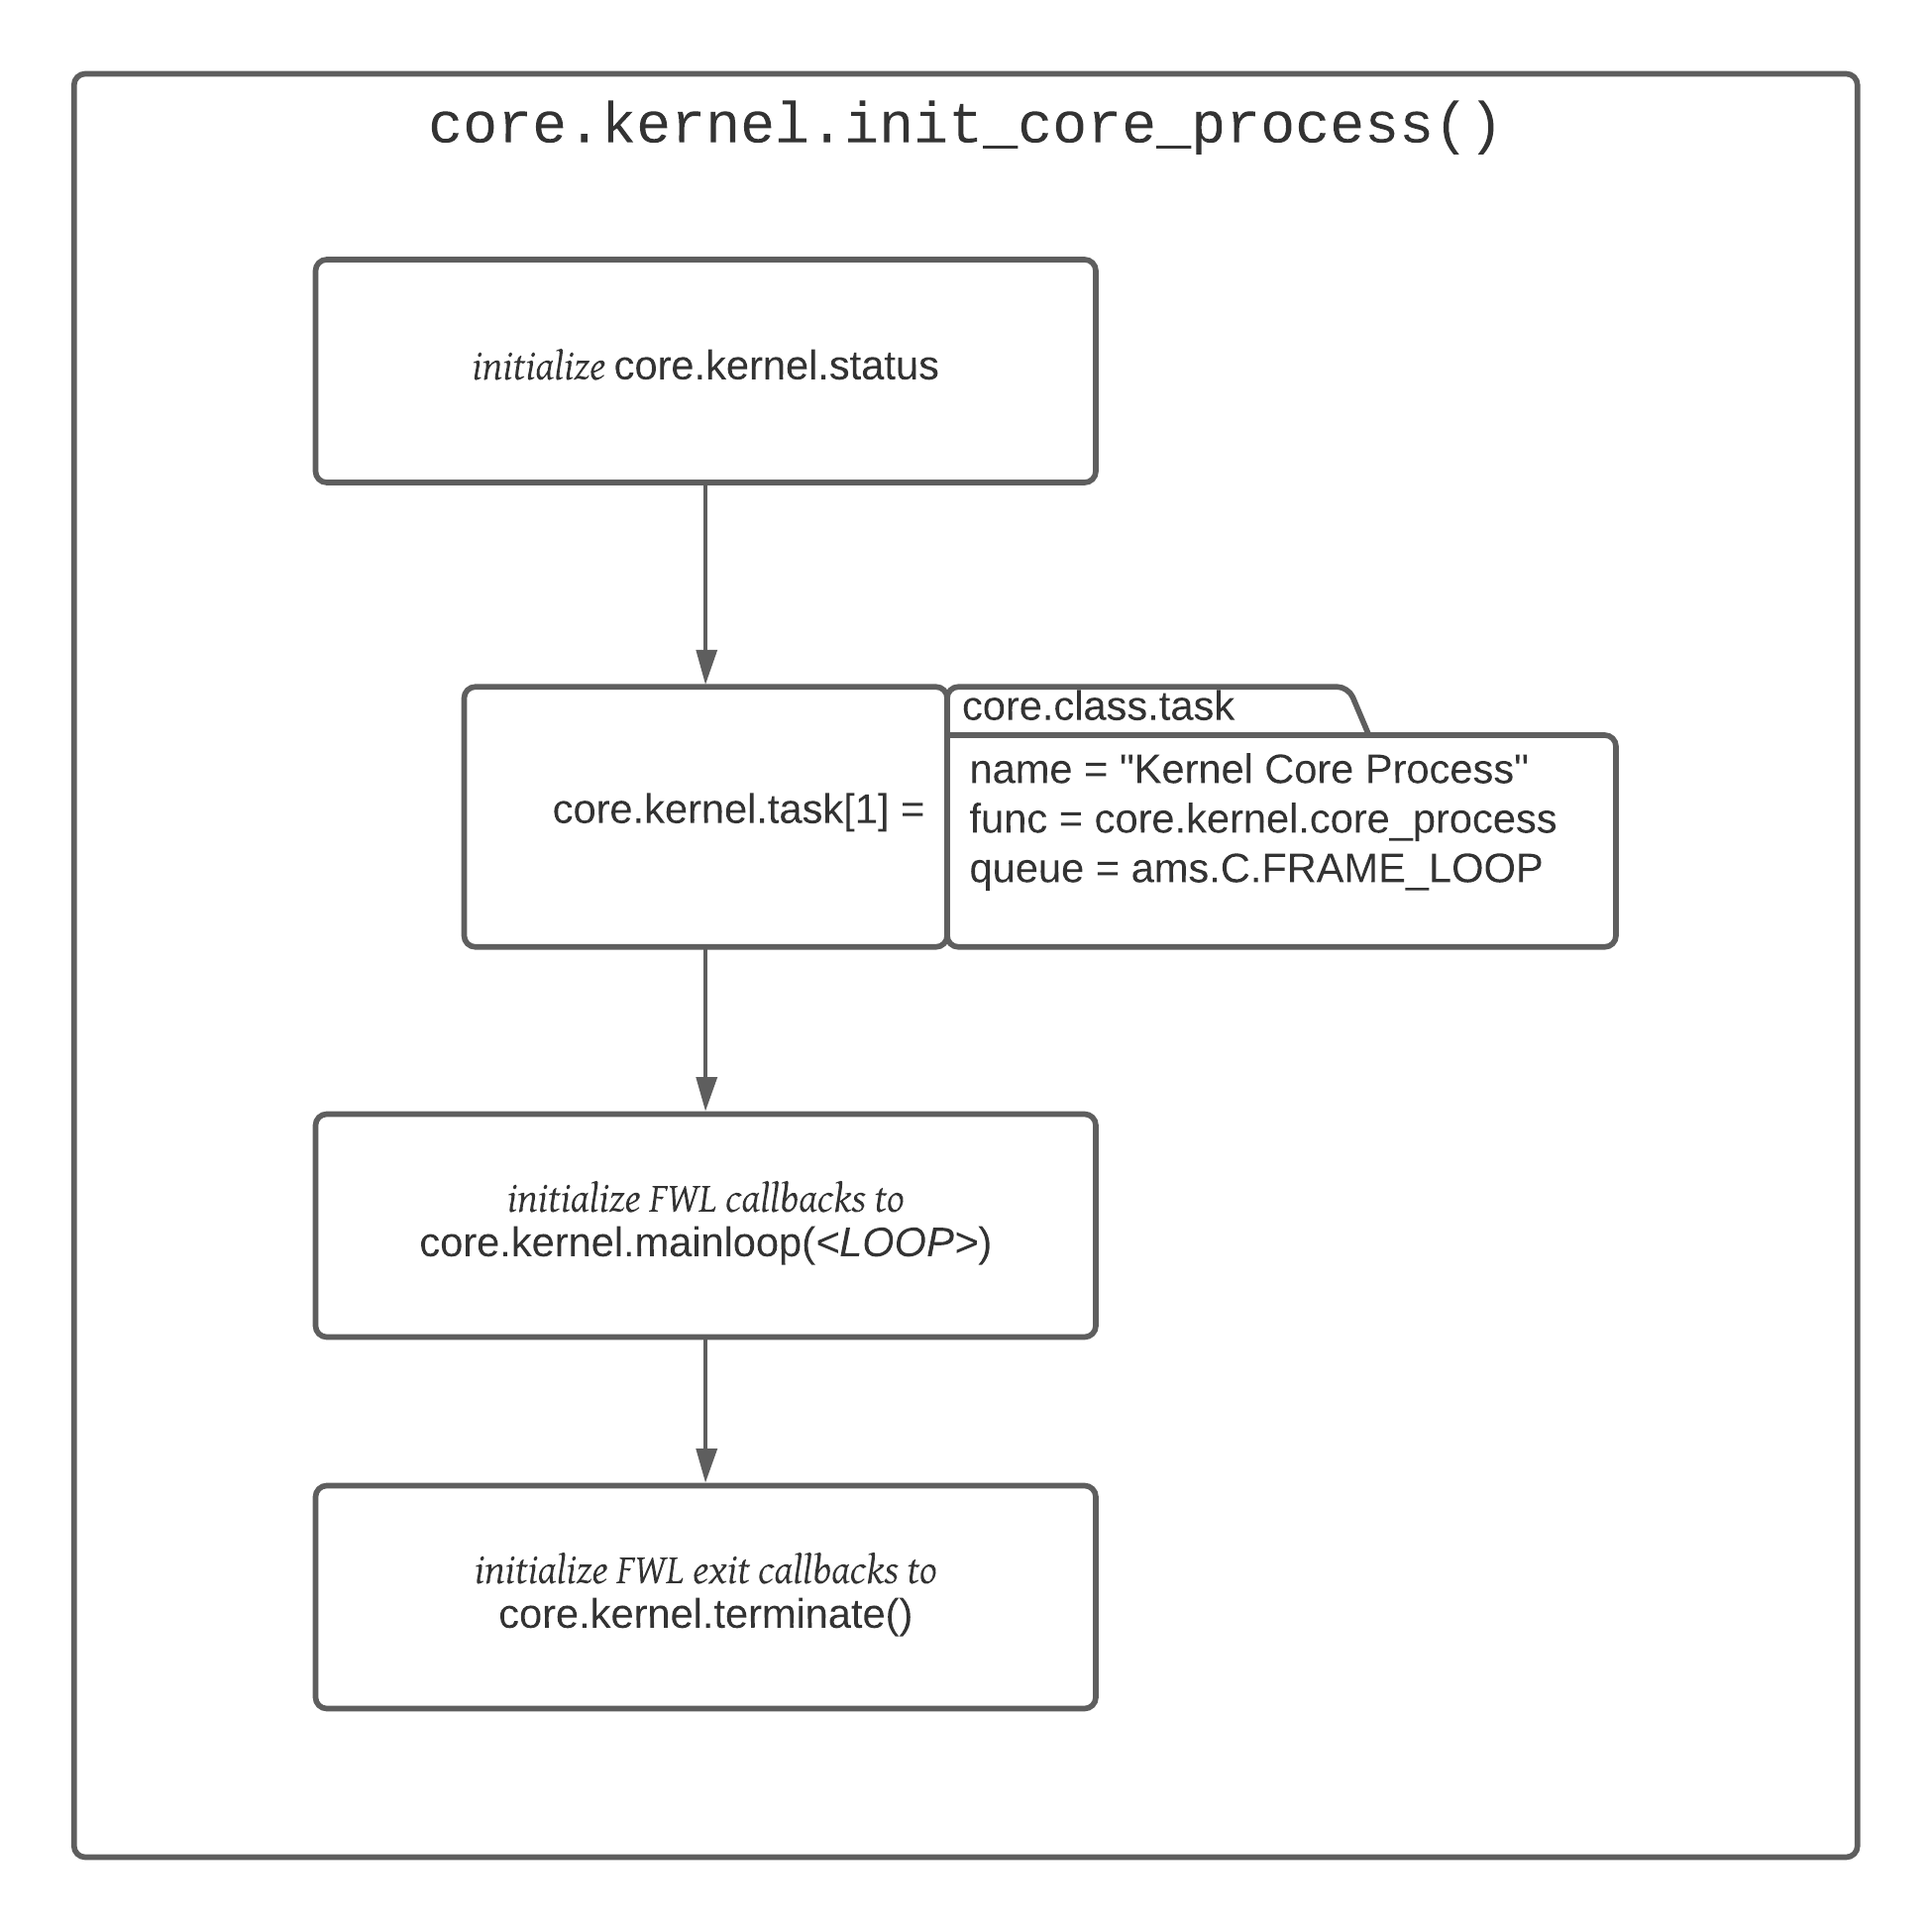 core.kernel.init_core_process()
initialize core.kernel.status
core.kernel.task[1] =
core.class.task
name = "Kernel Core Process"
func = core.kernel.core_process
queue = ams.C.FRAME_LOOP
initialize FWL callbacks to
core.kernel.mainloop(<LOOP>)
initialize FWL exit callbacks to
core.kernel.terminate()